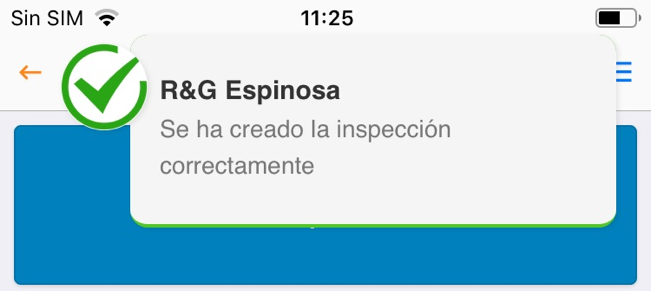 Sin SIM 11:25
R&G Espinosa
Se ha creado la inspección
correctamente